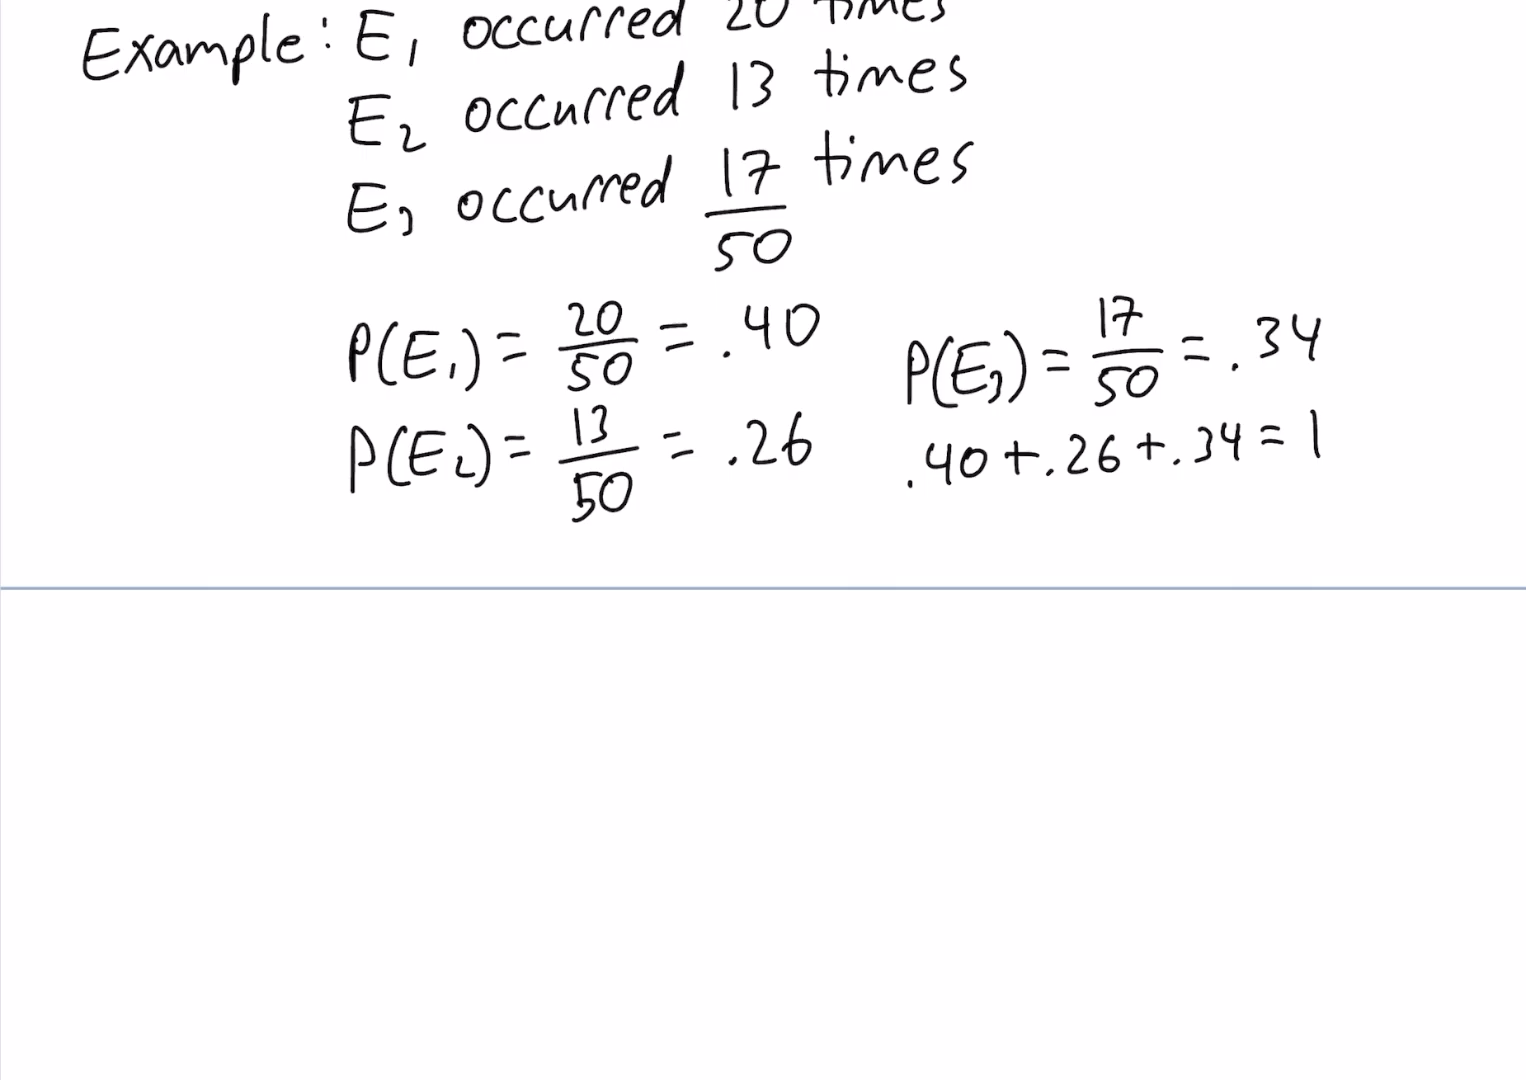 Example: E₁ occurred 20 times
E₂ occurred 13 times
E₃ occurred 17 times
50
P(E₁) = 20/50 = .40
P(E₂) = 13/50 = .26
P(E₃) = 17/50 = .34
.40 + .26 + .34 = 1